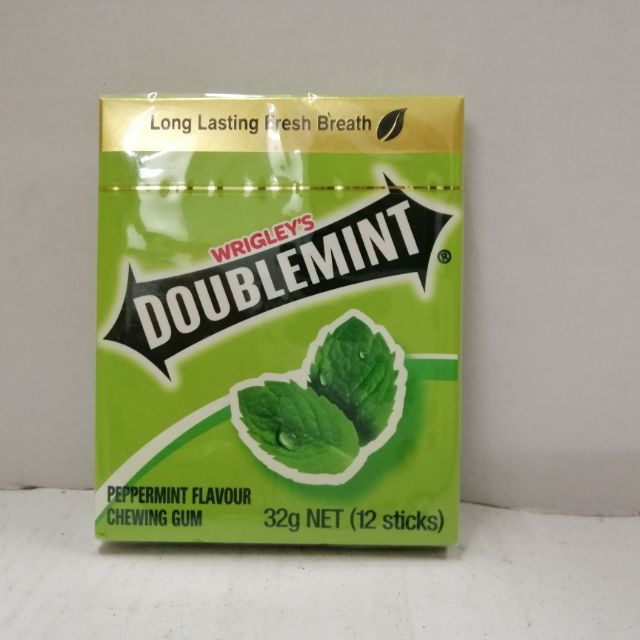 Long Lasting Fresh Breath
WRIGLEY'S
DOUBLEMINT®
PEPPERMINT FLAVOUR
CHEWING GUM
32g NET (12 sticks)